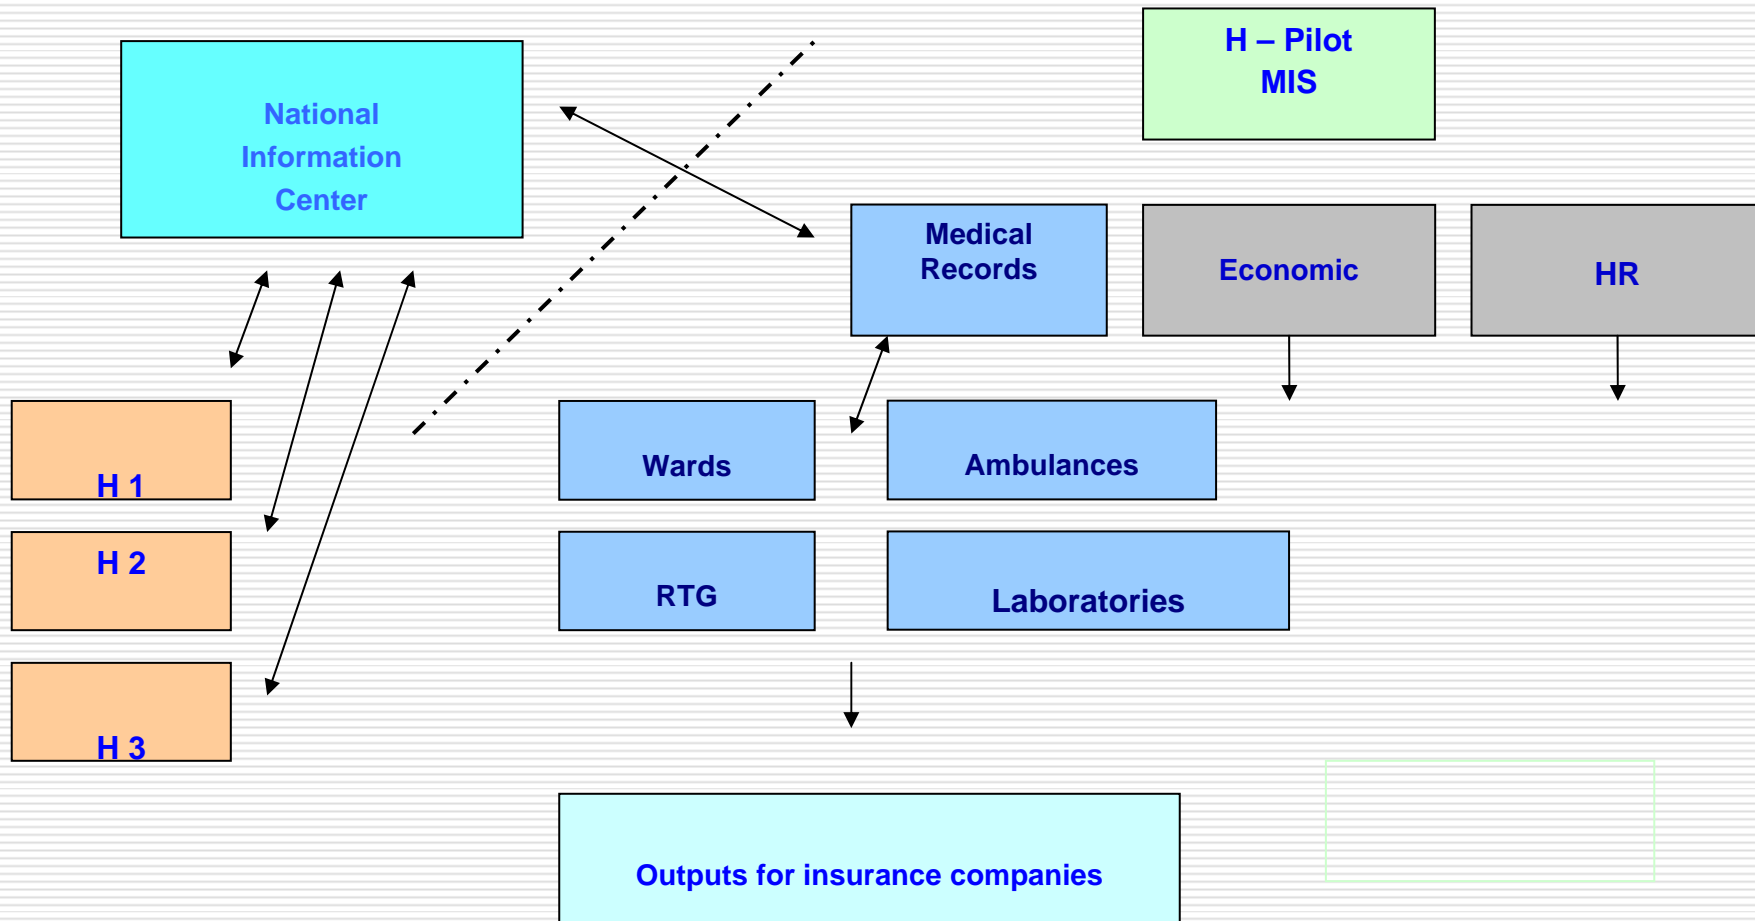 H – Pilot
MIS
National
Information
Center
Medical
Records
Economic
HR
H 1
Wards
Ambulances
H 2
RTG
Laboratories
H 3
Outputs for insurance companies